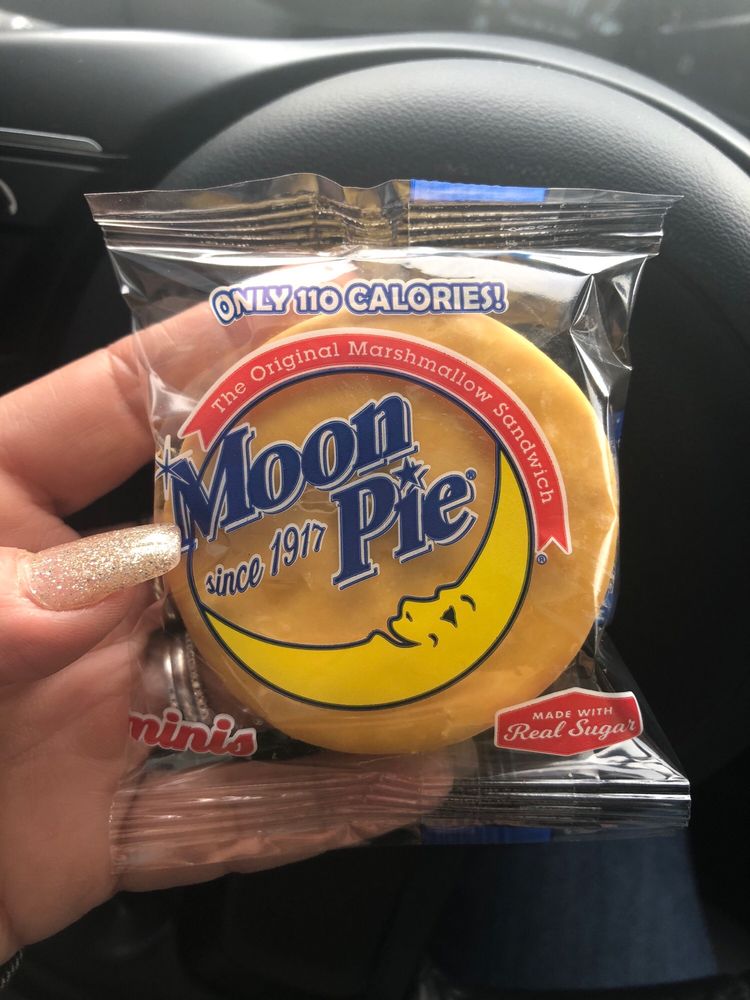 ONLY 110 CALORIES!
The Original Marshmallow Sandwich
Moon
Pie®
since 1917
®
minis
MADE WITH
Real Sugar